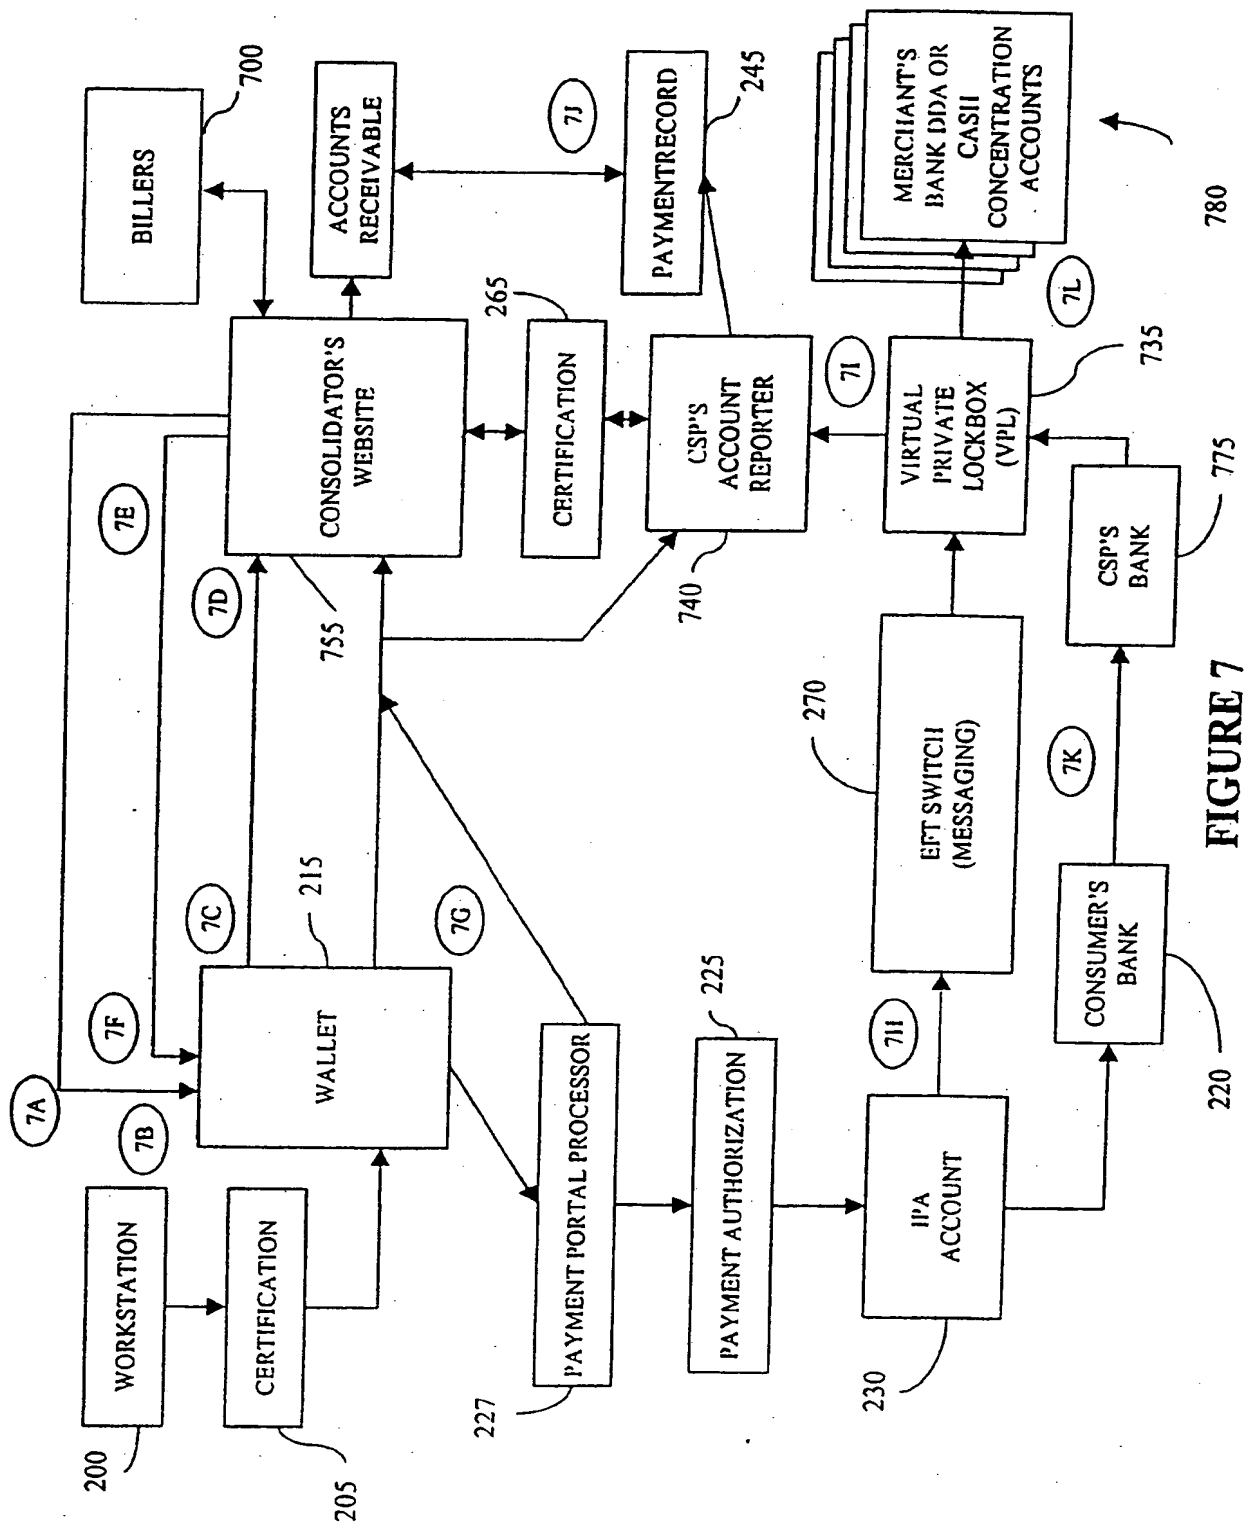 WORKSTATION
200
CERTIFICATION
205
7A
7B
7F
WALLET
215
7C
7D
7E
CONSOLIDATOR'S
WEBSITE
755
BILLERS
700
ACCOUNTS
RECEIVABLE
7G
PAYMENT PORTAL PROCESSOR
227
CERTIFICATION
265
7J
PAYMENTRECORD
245
CSP'S
ACCOUNT
REPORTER
740
PAYMENT AUTHORIZATION
225
7I
IPA
ACCOUNT
230
7H
EFT SWITCH
(MESSAGING)
270
VIRTUAL
PRIVATE
LOCKBOX
(VPL)
735
7L
MERCHANT'S
BANK DDA OR
CASH
CONCENTRATION
ACCOUNTS
780
CONSUMER'S
BANK
220
7K
CSP'S
BANK
775
FIGURE 7